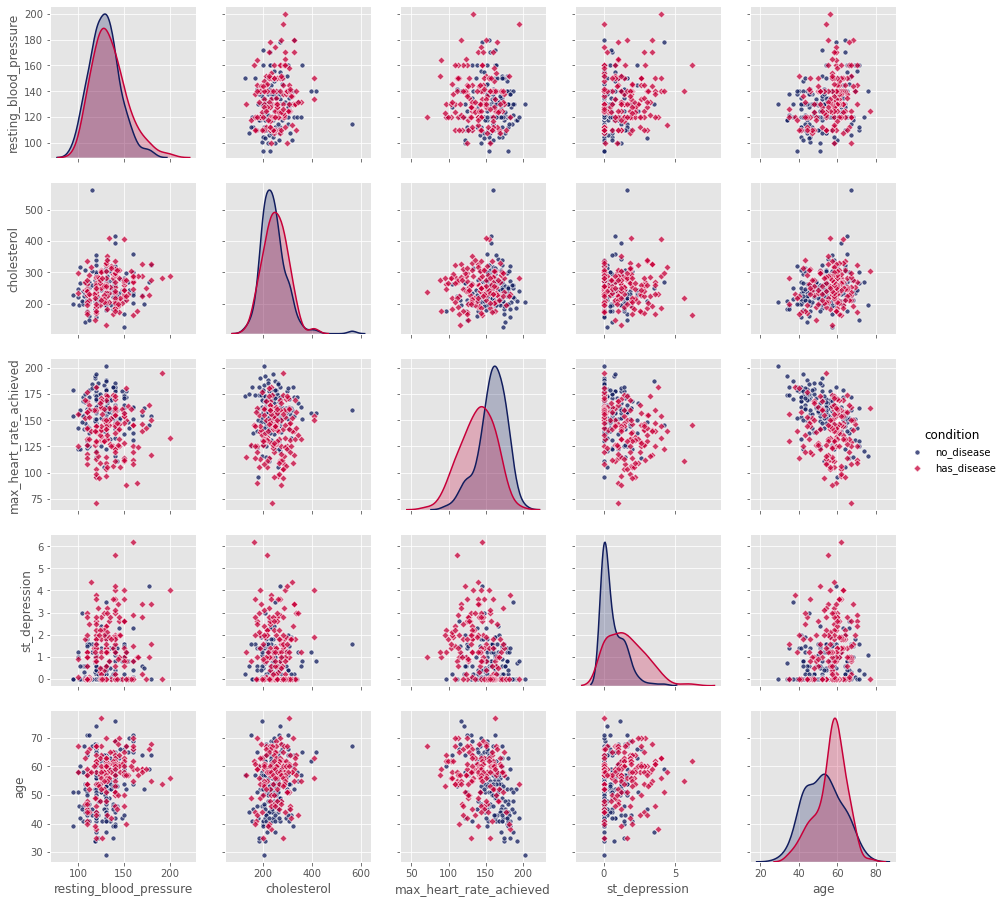 resting_blood_pressure
200
180
160
140
120
100
cholesterol
500
400
300
200
max_heart_rate_achieved
200
175
150
125
100
75
condition
no_disease
has_disease
st_depression
6
5
4
3
2
1
0
age
70
60
50
40
30
100 150 200
200 400 600
50 100 150 200
0 5
20 40 60 80
resting_blood_pressure cholesterol max_heart_rate_achieved st_depression age